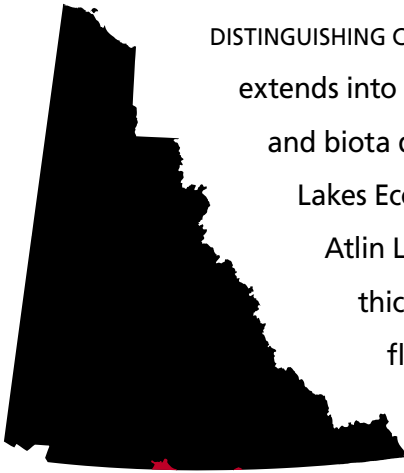 DISTINGUISHING C
extends into
and biota o
Lakes Eco
Atlin L
thic
fl